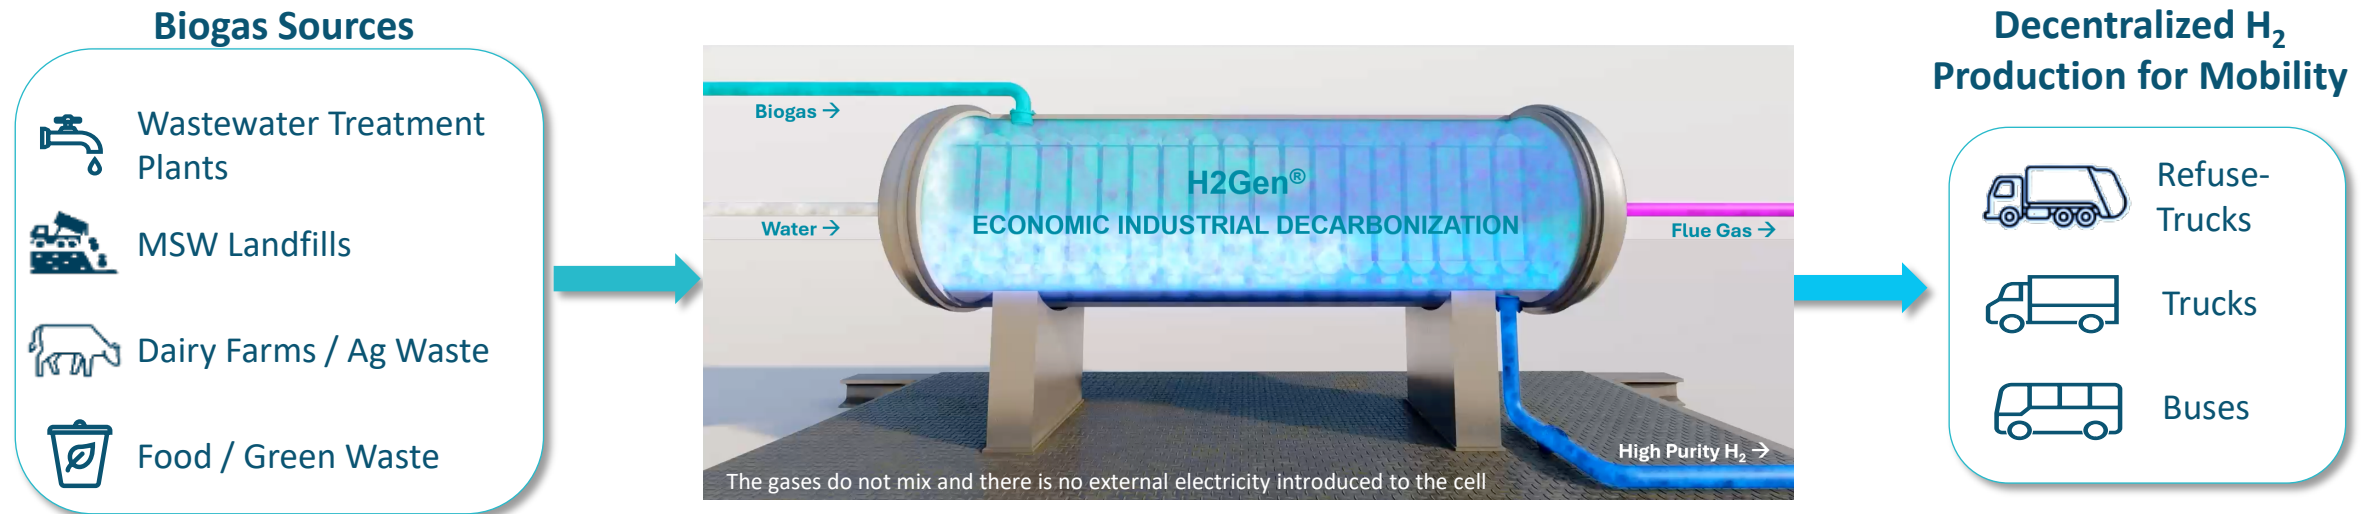 Biogas Sources
Wastewater Treatment
Plants
MSW Landfills
Dairy Farms / Ag Waste
Food / Green Waste
Biogas →
Water →
H2Gen®
ECONOMIC INDUSTRIAL DECARBONIZATION
Flue Gas →
High Purity H₂ →
The gases do not mix and there is no external electricity introduced to the cell
Decentralized H₂
Production for Mobility
Refuse-
Trucks
Trucks
Buses